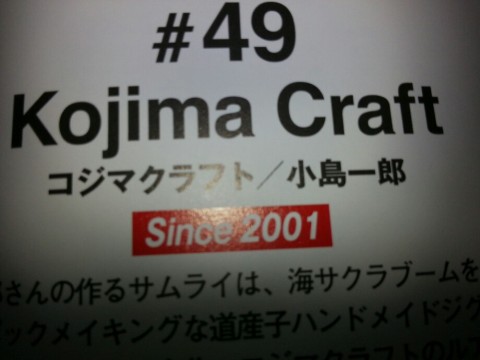 #49
Kojima Craft
コジマクラフト／小島一郎
Since 2001
さんの作るサムライは、海サクラブームを
ックメイキングな道産子ハンドメイドジグ